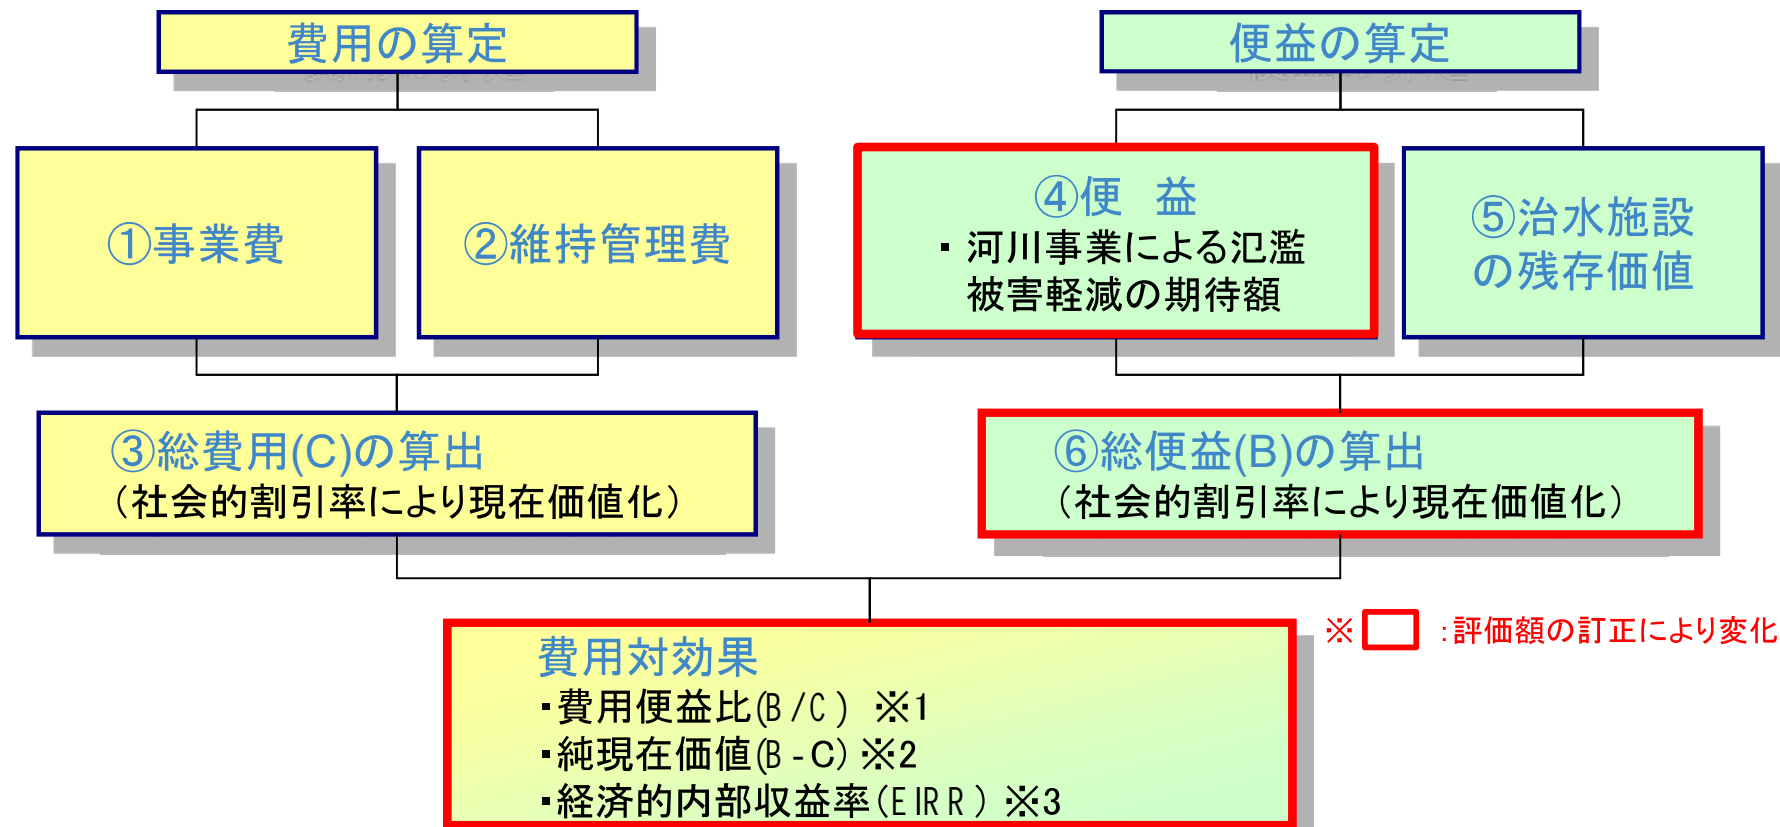 費用の算定
便益の算定
①事業費
②維持管理費
④便　益
・河川事業による氾濫
被害軽減の期待額
⑤治水施設
の残存価値
③総費用(C)の算出
（社会的割引率により現在価値化）
⑥総便益(B)の算出
（社会的割引率により現在価値化）
費用対効果
・費用便益比(B/C) ※1
・純現在価値(B-C) ※2
・経済的内部収益率(EIRR) ※3
※ :評価額の訂正により変化